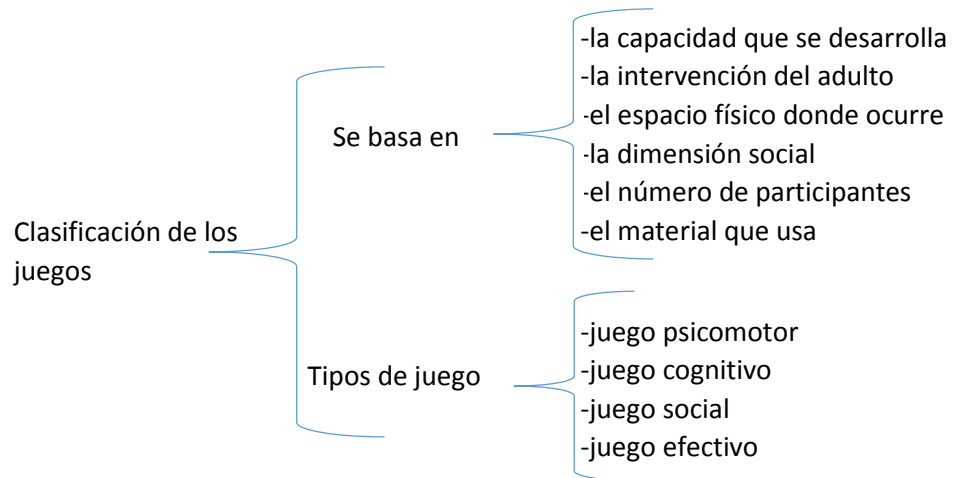 Clasificación de los
juegos
Se basa en
-la capacidad que se desarrolla
-la intervención del adulto
-el espacio físico donde ocurre
-la dimensión social
-el número de participantes
-el material que usa
Tipos de juego
-juego psicomotor
-juego cognitivo
-juego social
-juego efectivo